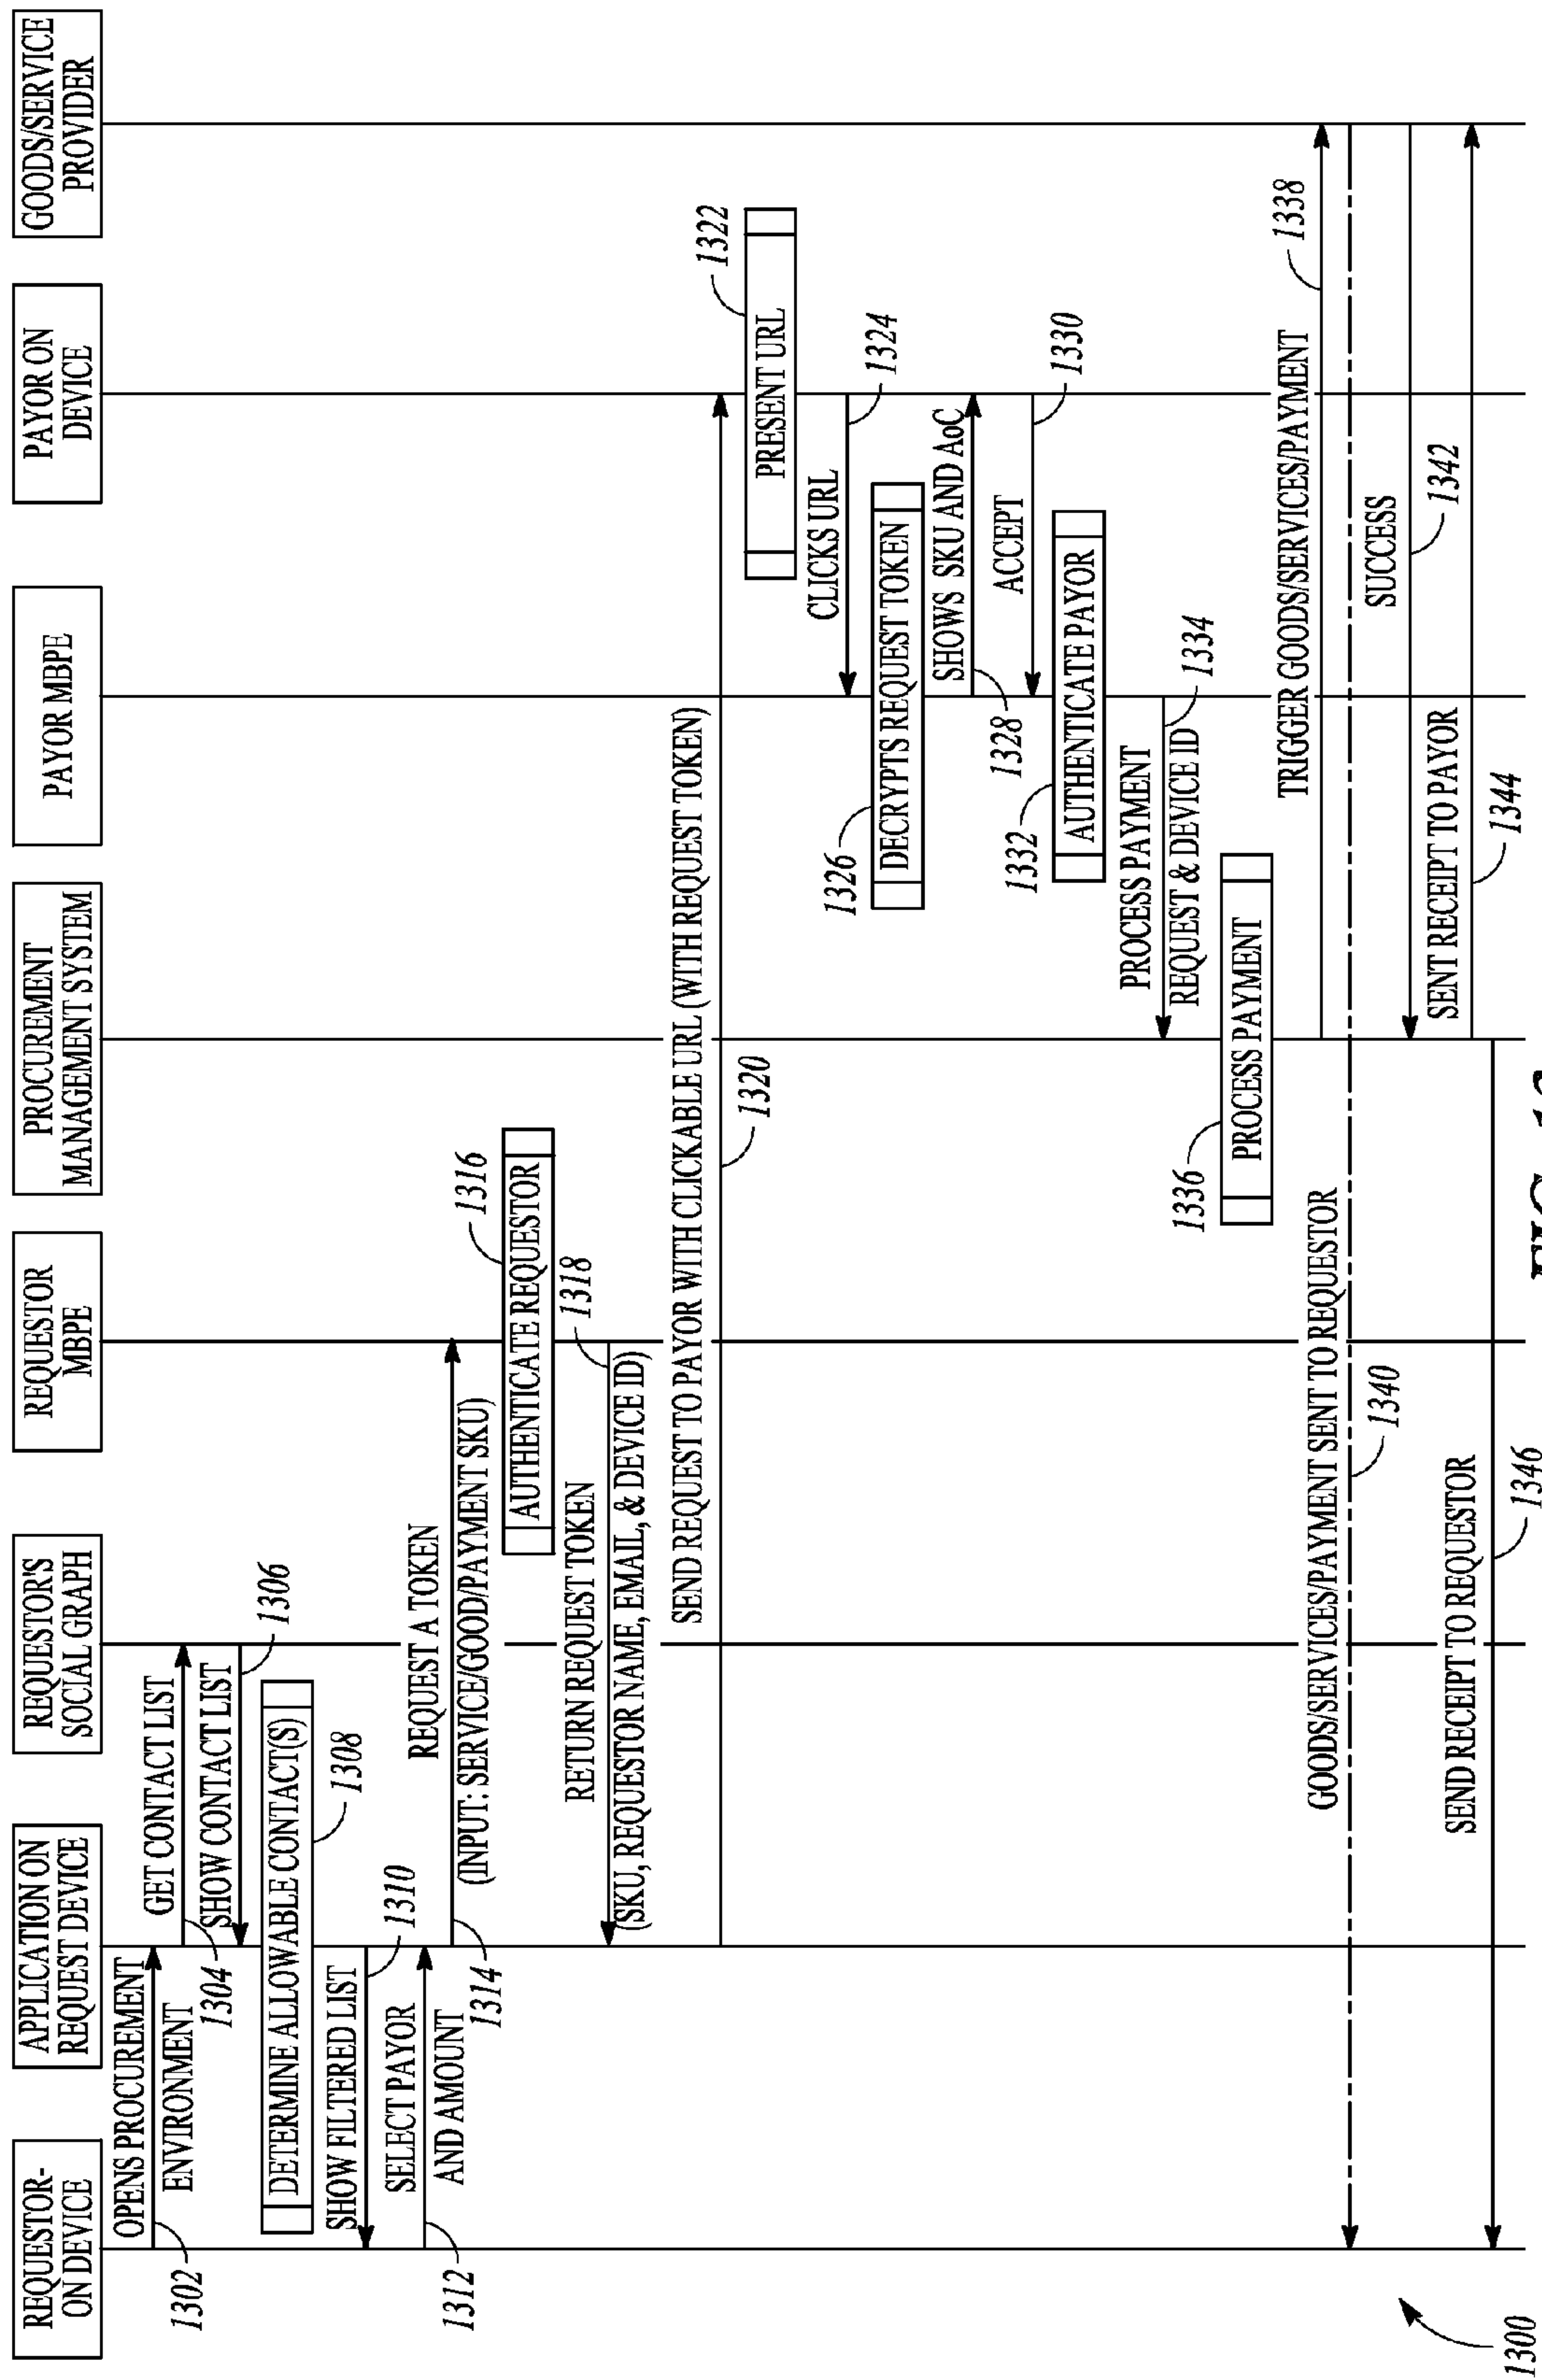 REQUESTOR-
ON DEVICE
APPLICATION ON
REQUEST DEVICE
REQUESTOR'S
SOCIAL GRAPH
REQUESTOR
MBPE
PROCUREMENT
MANAGEMENT SYSTEM
PAYOR MBPE
PAYOR ON
DEVICE
GOODS/SERVICE
PROVIDER
OPENS PROCUREMENT
ENVIRONMENT
1302
GET CONTACT LIST
1304
SHOW CONTACT LIST
1306
DETERMINE ALLOWABLE CONTACT(S)
1308
SHOW FILTERED LIST
1310
SELECT PAYOR
AND AMOUNT
1312
REQUEST A TOKEN
(INPUT: SERVICE/GOOD/PAYMENT SKU)
1314
AUTHENTICATE REQUESTOR
1316
RETURN REQUEST TOKEN
(SKU, REQUESTOR NAME, EMAIL, & DEVICE ID)
1318
SEND REQUEST TO PAYOR WITH CLICKABLE URL (WITH REQUEST TOKEN)
1320
PRESENT URL
1322
CLICKS URL
1324
DECRYPTS REQUEST TOKEN
1326
SHOWS SKU AND AoC
1328
ACCEPT
1330
AUTHENTICATE PAYOR
1332
PROCESS PAYMENT
REQUEST & DEVICE ID
1334
PROCESS PAYMENT
1336
TRIGGER GOODS/SERVICES/PAYMENT
1338
GOODS/SERVICES/PAYMENT SENT TO REQUESTOR
1340
SUCCESS
1342
SENT RECEIPT TO PAYOR
1344
SEND RECEIPT TO REQUESTOR
1346
1300